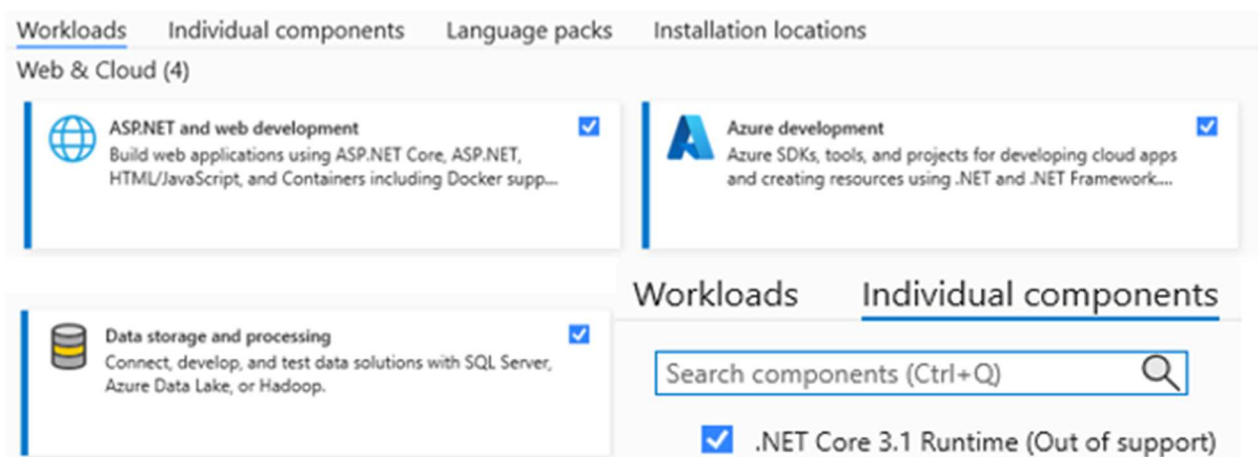 Workloads Individual components Language packs Installation locations
Web & Cloud (4)
ASP.NET and web development
Build web applications using ASP.NET Core, ASP.NET,
HTML/JavaScript, and Containers including Docker supp...
Azure development
Azure SDKs, tools, and projects for developing cloud apps
and creating resources using .NET and .NET Framework....
Data storage and processing
Connect, develop, and test data solutions with SQL Server,
Azure Data Lake, or Hadoop.
Workloads Individual components
Search components (Ctrl+Q)
.NET Core 3.1 Runtime (Out of support)